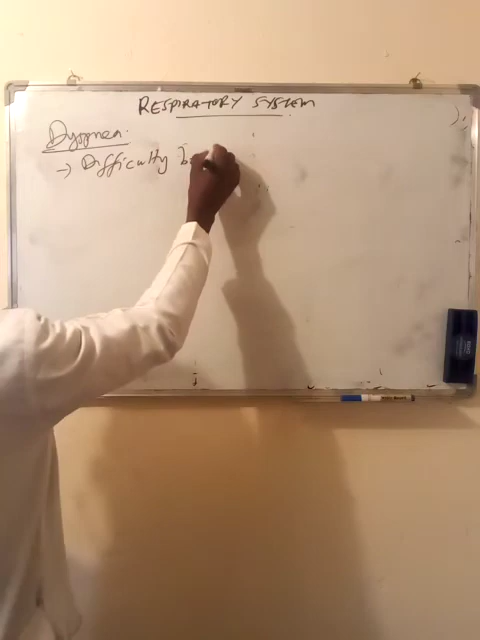 RESPIRATORY SYSTEM
Dyspnea.
→ Difficulty b